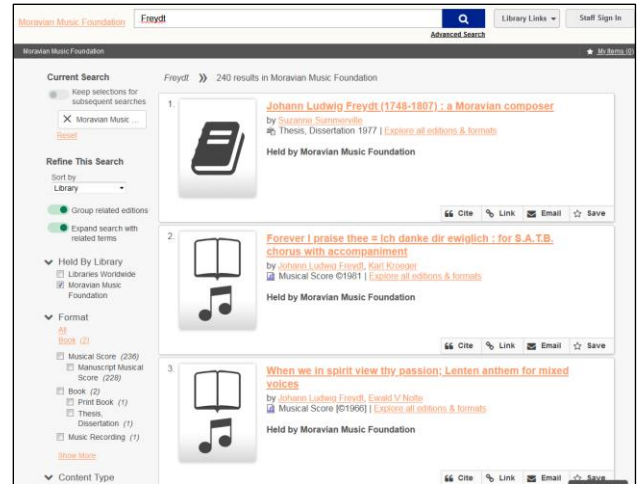 Moravian Music Foundation
Freydt
Advanced Search
Library Links
Staff Sign In
Moravian Music Foundation
My Items (0)
Current Search
Keep selections for
subsequent searches
Moravian Music ...
Reset
Refine This Search
Sort by
Library
Group related editions
Expand search with
related terms
Held By Library
Libraries Worldwide
Moravian Music
Foundation
Format
All
Book (2)
Musical Score (236)
Manuscript Musical
Score (228)
Book (2)
Print Book (1)
Thesis,
Dissertation (1)
Music Recording (1)
Show More
Content Type
Freydt » 240 results in Moravian Music Foundation
1.
Johann Ludwig Freydt (1748-1807) : a Moravian composer
by Suzanne Summerville
Thesis, Dissertation 1977 | Explore all editions & formats
Held by Moravian Music Foundation
Cite Link Email Save
2.
Forever I praise thee = Ich danke dir ewiglich : for S.A.T.B.
chorus with accompaniment
by Johann Ludwig Freydt, Karl Kroeger
Musical Score ©1981 | Explore all editions & formats
Held by Moravian Music Foundation
Cite Link Email Save
3.
When we in spirit view thy passion; Lenten anthem for mixed
voices
by Johann Ludwig Freydt, Ewald V Nolte
Musical Score [©1966] | Explore all editions & formats
Held by Moravian Music Foundation
Cite Link Email Save